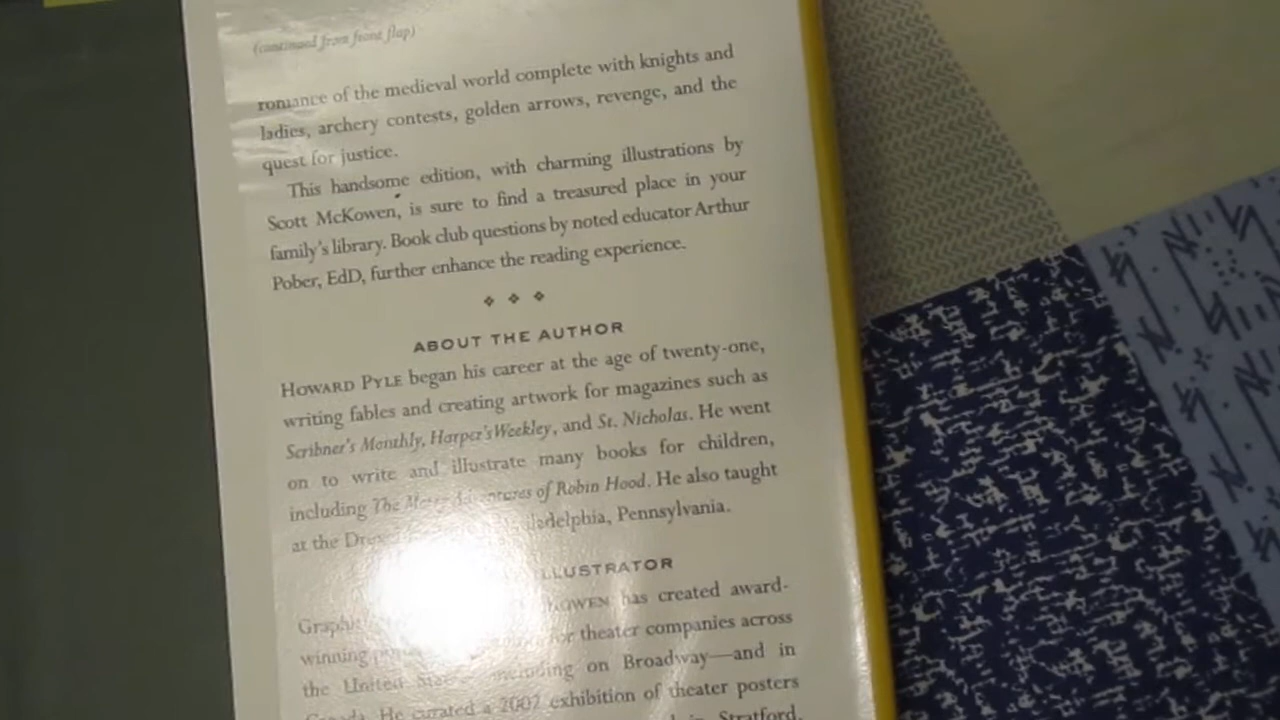 (continued from front flap)
romance of the medieval world complete with knights and
ladies, archery contests, golden arrows, revenge, and the
quest for justice.
This handsome edition, with charming illustrations by
Scott McKowen, is sure to find a treasured place in your
family's library. Book club questions by noted educator Arthur
Pober, EdD, further enhance the reading experience.
ABOUT THE AUTHOR
HOWARD PYLE began his career at the age of twenty-one,
writing fables and creating artwork for magazines such as
Scribner's Monthly, Harper's Weekly, and St. Nicholas. He went
on to write and illustrate many books for children,
including The Merry Adventures of Robin Hood. He also taught
at the Philadelphia, Pennsylvania.
ILLUSTRATOR
has created award-
winning for theater companies across
the United States including on Broadway—and in
Canada. He curated a 2007 exhibition of theater posters
in Stratford,